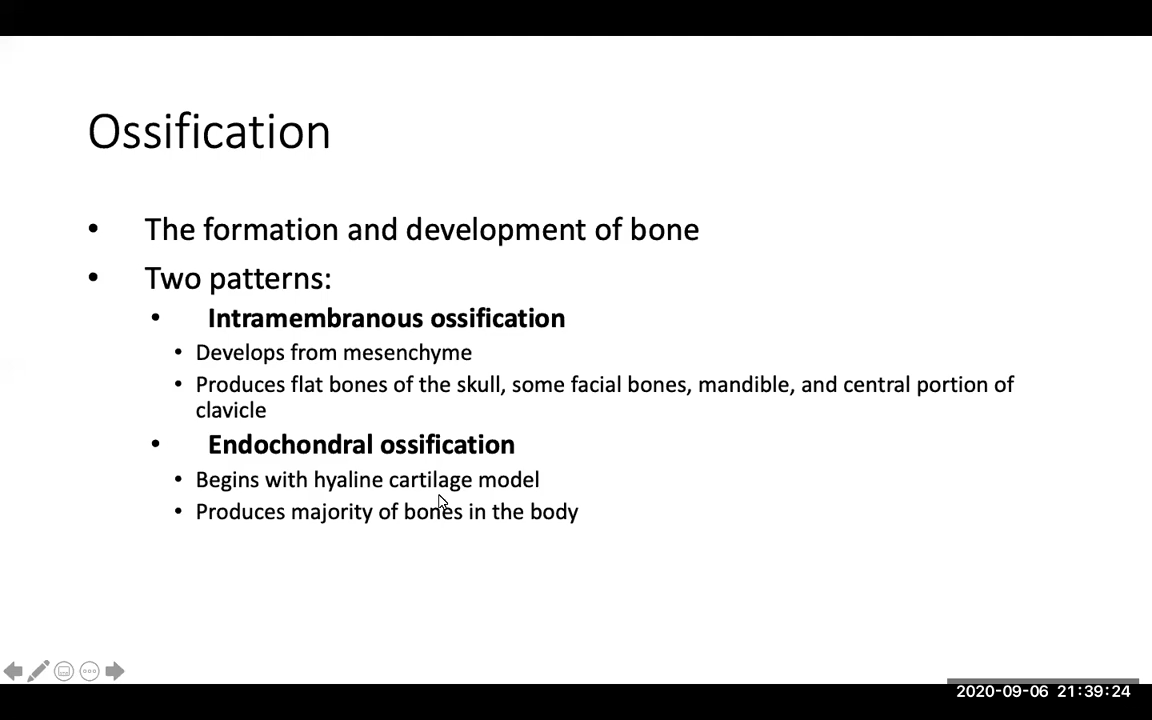 Ossification
• The formation and development of bone
• Two patterns:
• Intramembranous ossification
• Develops from mesenchyme
• Produces flat bones of the skull, some facial bones, mandible, and central portion of
clavicle
• Endochondral ossification
• Begins with hyaline cartilage model
• Produces majority of bones in the body
2020-09-06 21:39:24